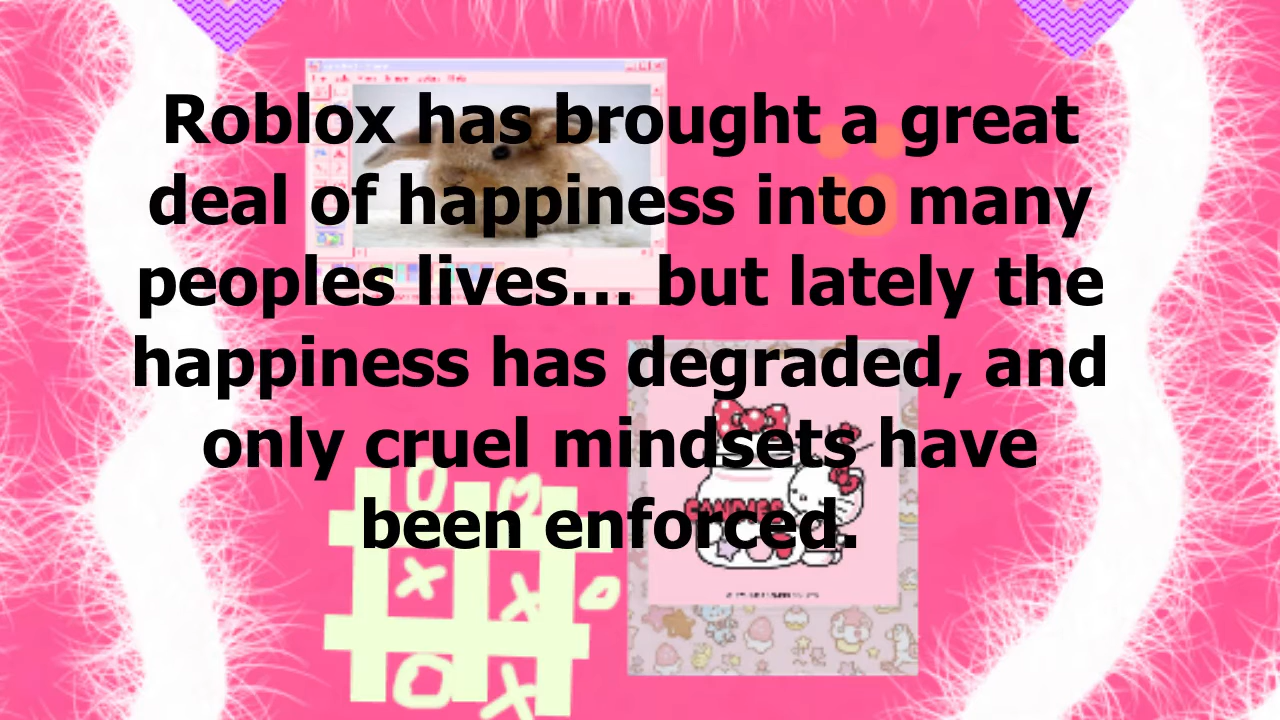 Roblox has brought a great
deal of happiness into many
peoples lives... but lately the
happiness has degraded, and
only cruel mindsets have
been enforced.
CANDIES